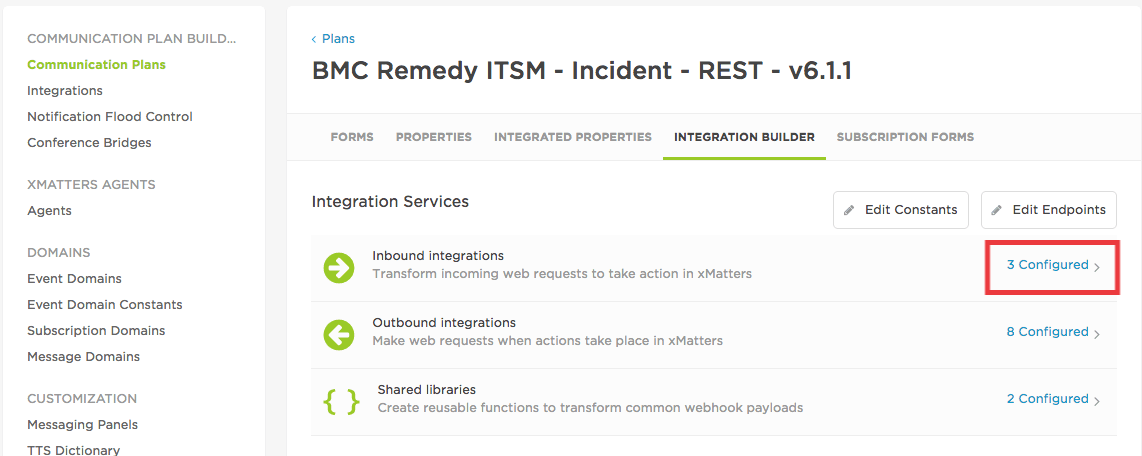 COMMUNICATION PLAN BUILD...
Communication Plans
Integrations
Notification Flood Control
Conference Bridges
XMATTERS AGENTS
Agents
DOMAINS
Event Domains
Event Domain Constants
Subscription Domains
Message Domains
CUSTOMIZATION
Messaging Panels
TTS Dictionary
‹ Plans
BMC Remedy ITSM - Incident - REST - v6.1.1
FORMS PROPERTIES INTEGRATED PROPERTIES INTEGRATION BUILDER SUBSCRIPTION FORMS
Integration Services
Edit Constants Edit Endpoints
Inbound integrations
Transform incoming web requests to take action in xMatters
3 Configured
Outbound integrations
Make web requests when actions take place in xMatters
8 Configured
{ } Shared libraries
Create reusable functions to transform common webhook payloads
2 Configured